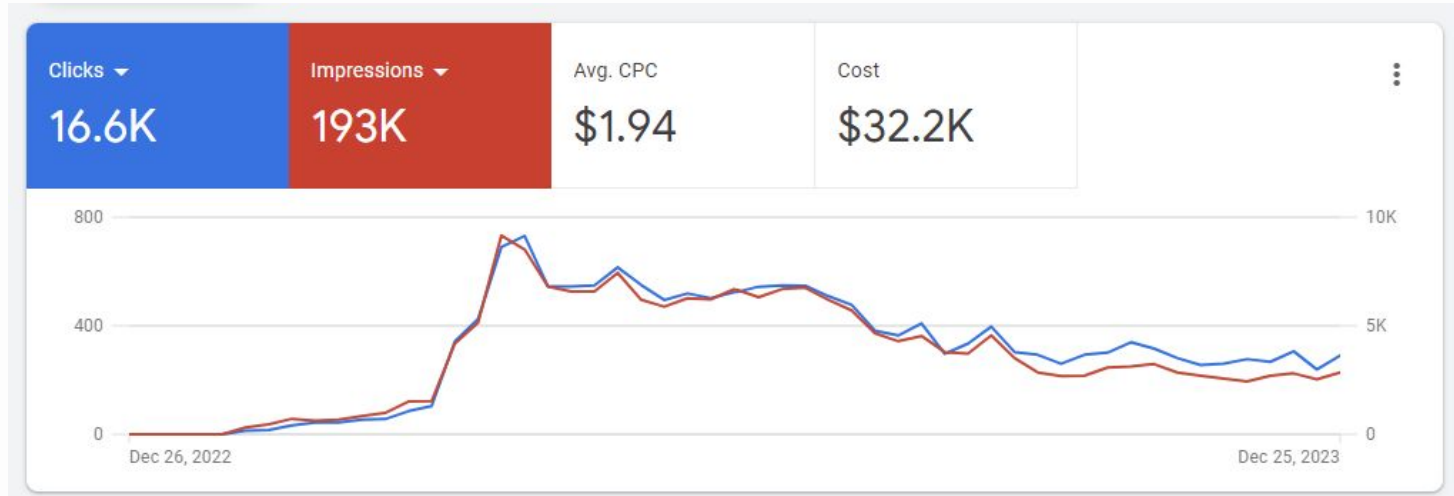 Clicks
16.6K
Impressions
193K
Avg. CPC
$1.94
Cost
$32.2K
800
10K
400
5K
0
0
Dec 26, 2022
Dec 25, 2023